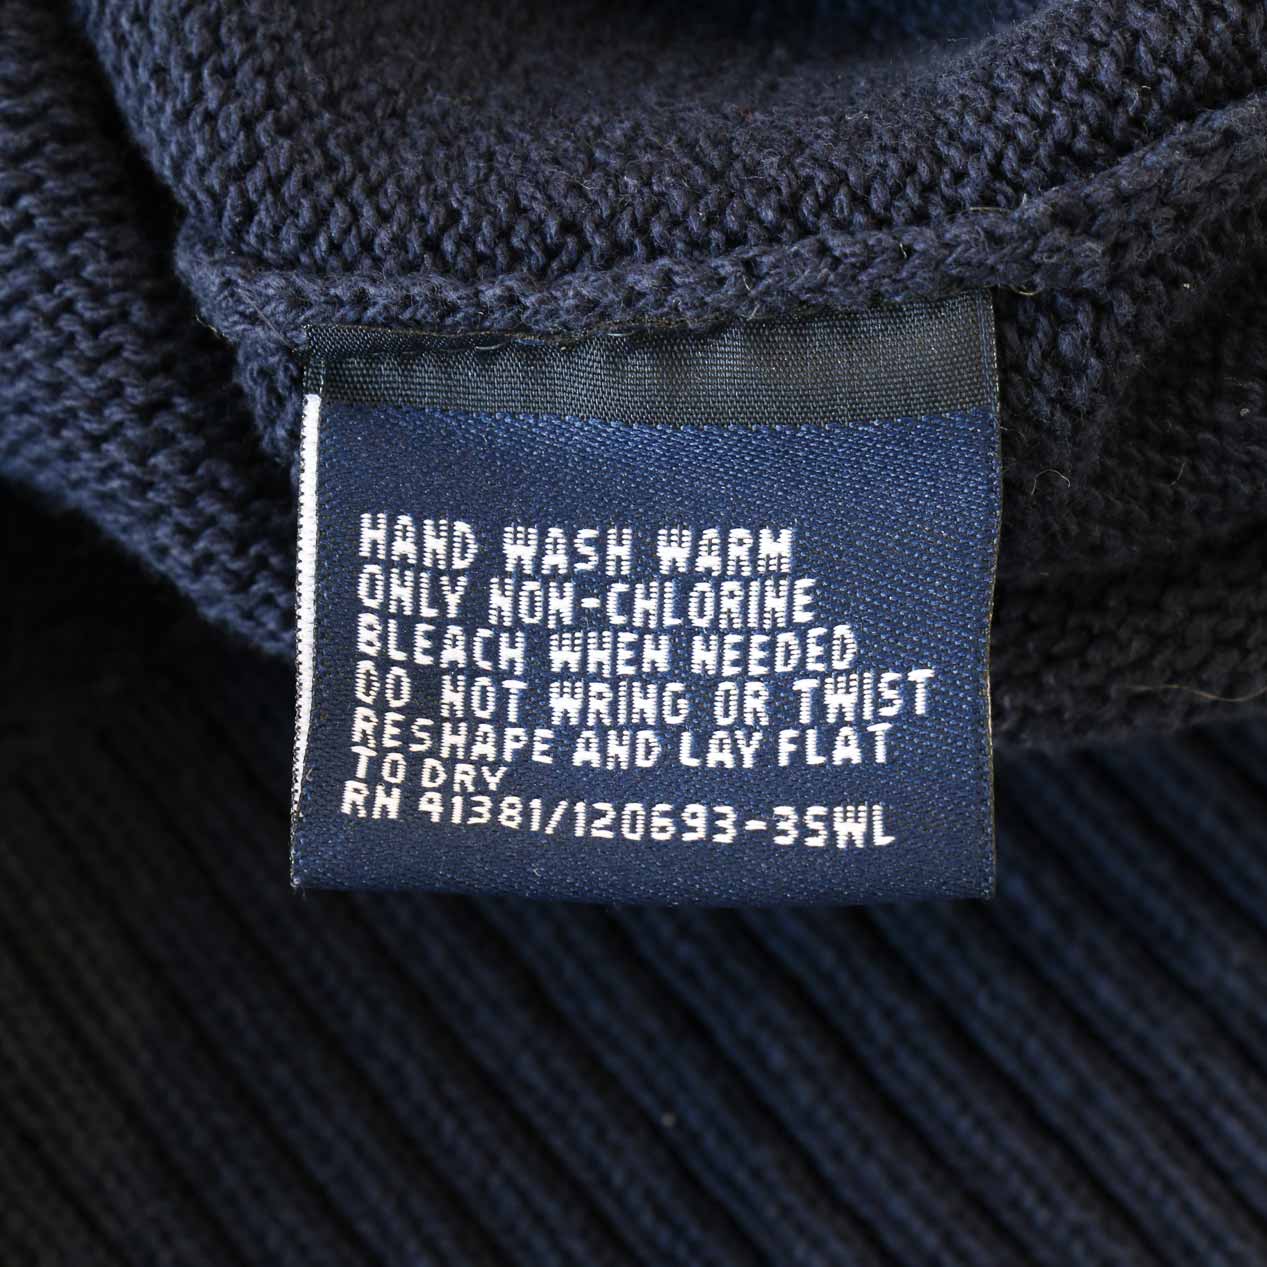 HAND WASH WARM
ONLY NON-CHLORINE
BLEACH WHEN NEEDED
DO NOT WRING OR TWIST
RESHAPE AND LAY FLAT
TO DRY
RN 41381/120693-3SWL